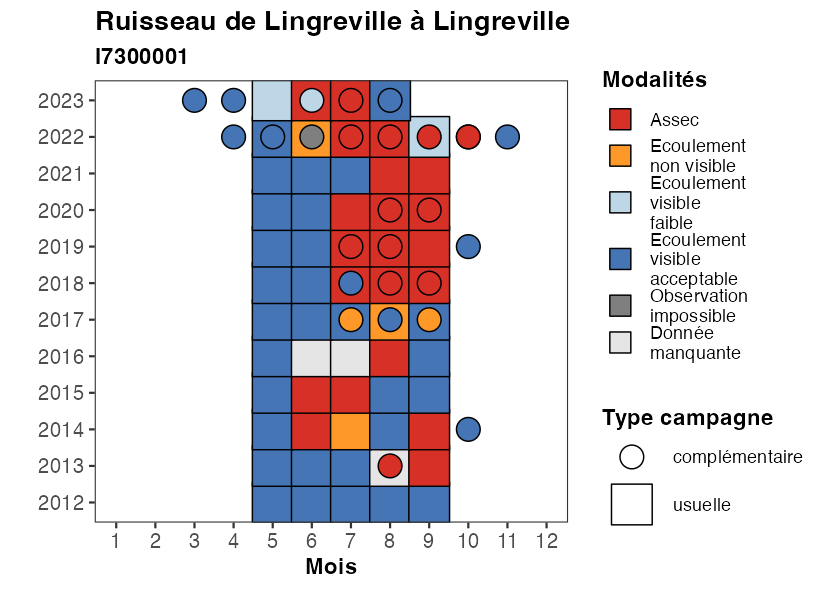 Ruisseau de Lingreville à Lingreville
I7300001
2023
2022
2021
2020
2019
2018
2017
2016
2015
2014
2013
2012
1 2 3 4 5 6 7 8 9 10 11 12
Mois
Modalités
Assec
Ecoulement
non visible
Ecoulement
visible
faible
Ecoulement
visible
acceptable
Observation
impossible
Donnée
manquante
Type campagne
complémentaire
usuelle